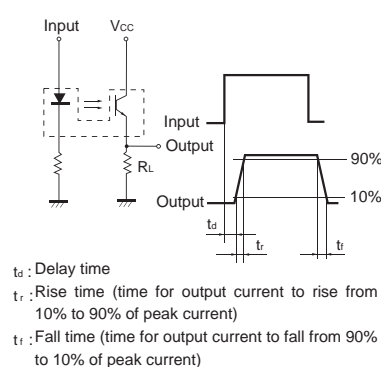 Input
Vcc
Output
RL
Input
Output
90%
10%
td
tr
tf
td : Delay time
tr : Rise time (time for output current to rise from
10% to 90% of peak current)
tf : Fall time (time for output current to fall from 90%
to 10% of peak current)